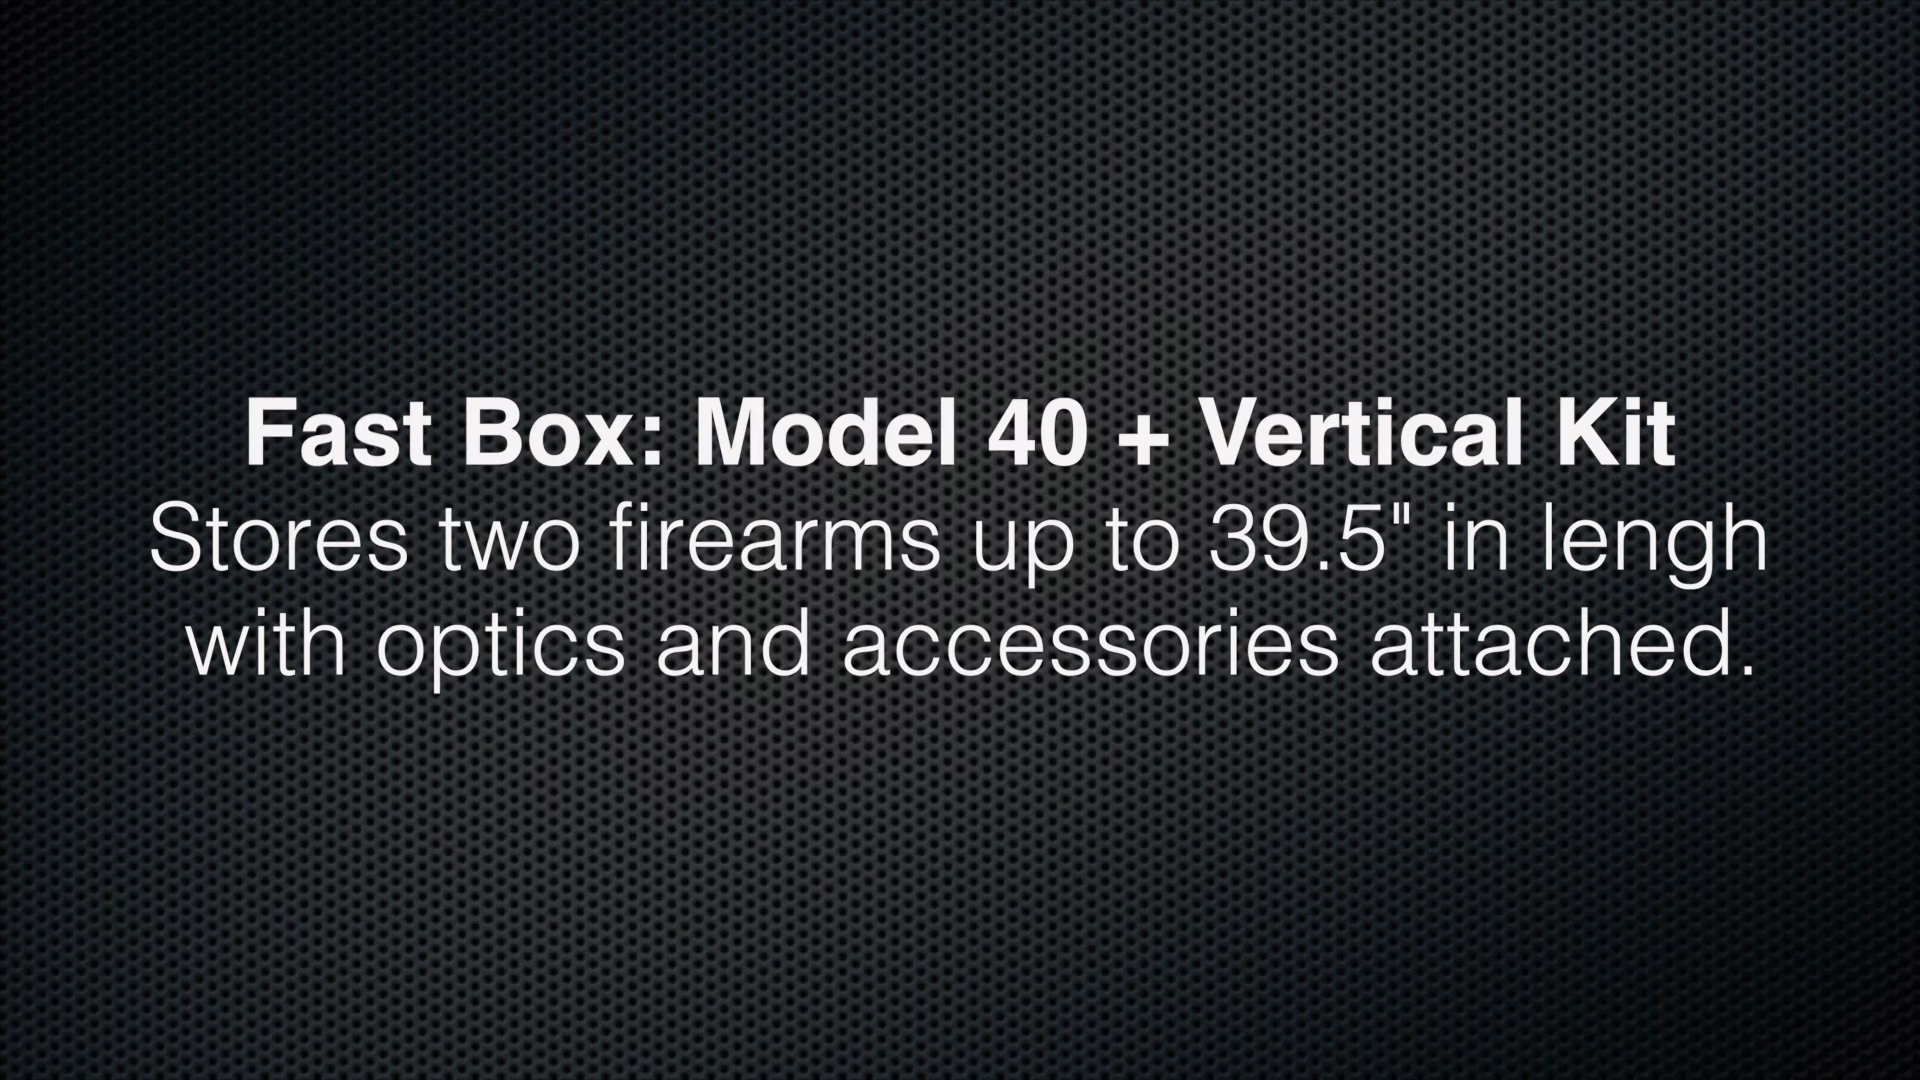 Fast Box: Model 40 + Vertical Kit
Stores two firearms up to 39.5" in lengh
with optics and accessories attached.